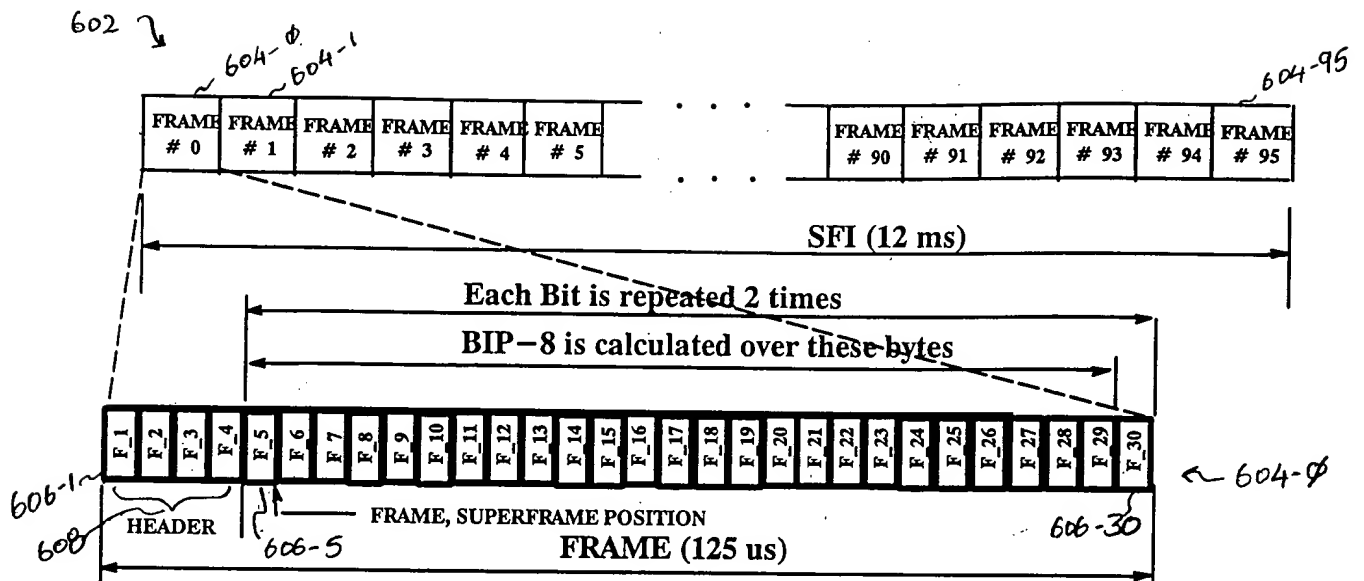 602
604-0
604-1
604-95
FRAME # 0
FRAME # 1
FRAME # 2
FRAME # 3
FRAME # 4
FRAME # 5
. . .
. . .
FRAME # 90
FRAME # 91
FRAME # 92
FRAME # 93
FRAME # 94
FRAME # 95
SFI (12 ms)
Each Bit is repeated 2 times
BIP-8 is calculated over these bytes
F_1
F_2
F_3
F_4
F_5
F_6
F_7
F_8
F_9
F_10
F_11
F_12
F_13
F_14
F_15
F_16
F_17
F_18
F_19
F_20
F_21
F_22
F_23
F_24
F_25
F_26
F_27
F_28
F_29
F_30
606-1
604-0
HEADER
FRAME, SUPERFRAME POSITION
606-30
608
606-5
FRAME (125 us)